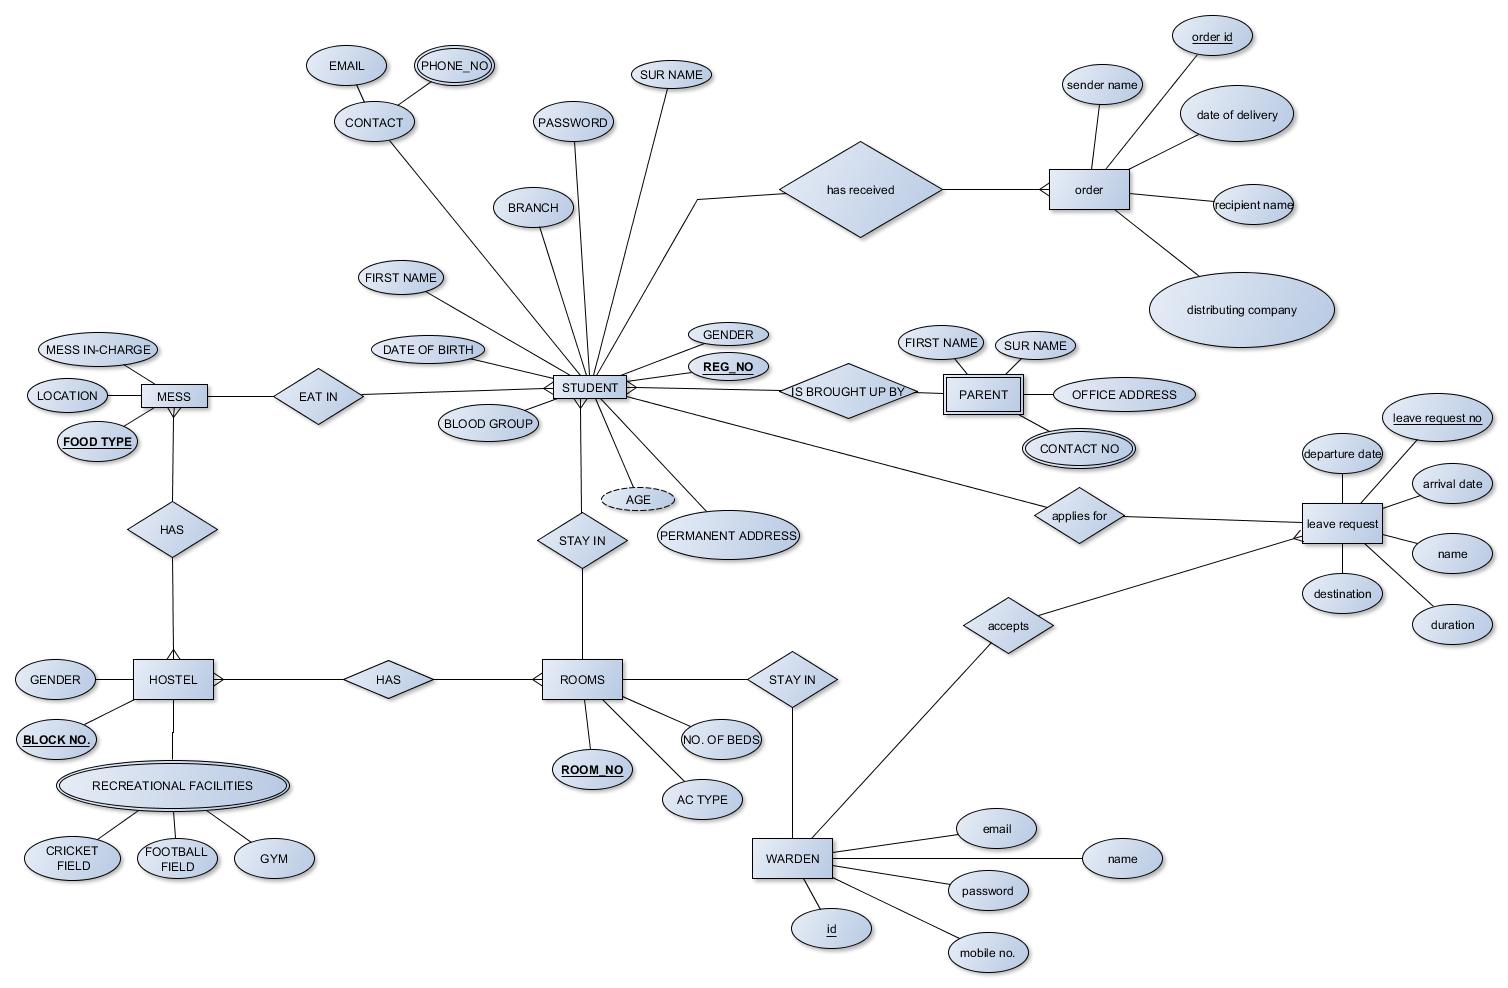 order id
EMAIL
PHONE_NO
SUR NAME
sender name
date of delivery
CONTACT
PASSWORD
has received
order
BRANCH
recipient name
FIRST NAME
distributing company
MESS IN-CHARGE
DATE OF BIRTH
GENDER
FIRST NAME
SUR NAME
REG_NO
LOCATION
MESS
EAT IN
STUDENT
IS BROUGHT UP BY
PARENT
OFFICE ADDRESS
FOOD TYPE
BLOOD GROUP
CONTACT NO
leave request no
departure date
arrival date
AGE
HAS
STAY IN
PERMANENT ADDRESS
applies for
leave request
name
destination
accepts
duration
GENDER
HOSTEL
HAS
ROOMS
STAY IN
BLOCK NO.
NO. OF BEDS
ROOM_NO
RECREATIONAL FACILITIES
AC TYPE
CRICKET
FIELD
FOOTBALL
FIELD
GYM
email
WARDEN
name
password
id
mobile no.